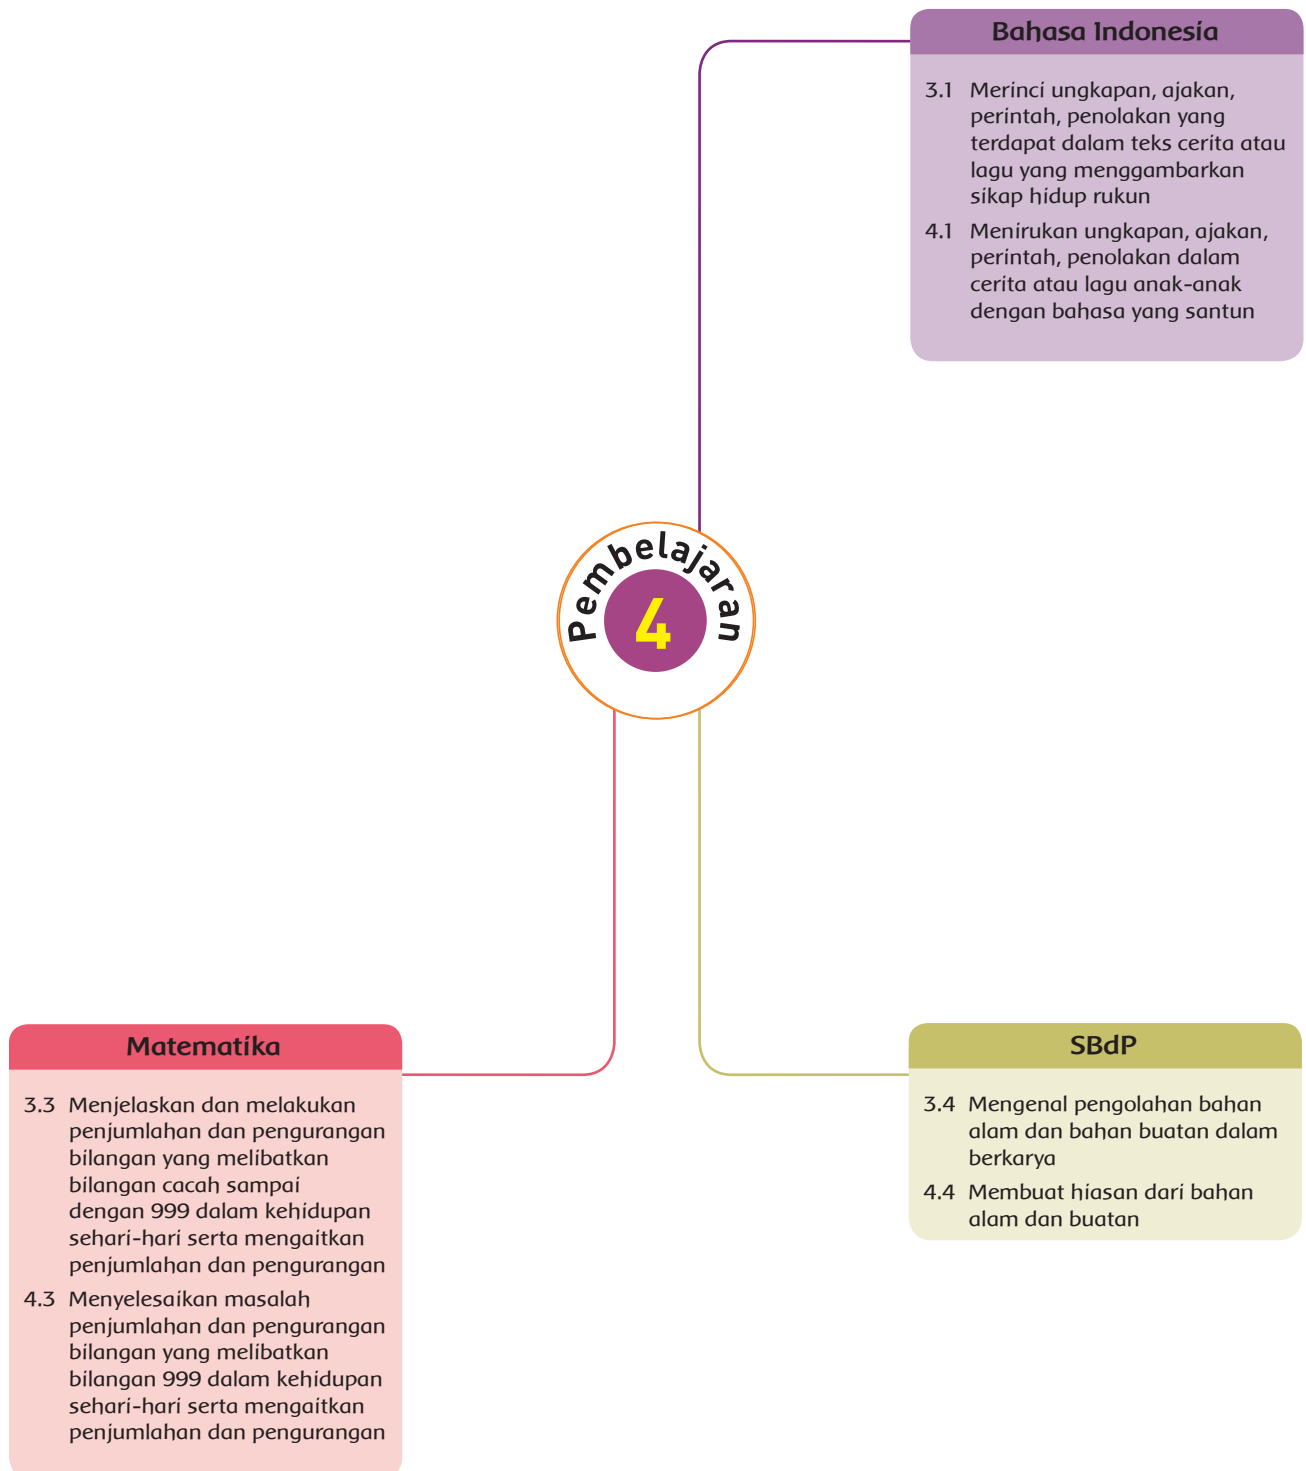 Bahasa Indonesia
3.1 Merinci ungkapan, ajakan,
perintah, penolakan yang
terdapat dalam teks cerita atau
lagu yang menggambarkan
sikap hidup rukun
4.1 Menirukan ungkapan, ajakan,
perintah, penolakan dalam
cerita atau lagu anak-anak
dengan bahasa yang santun
Pembelajaran
4
Matematika
3.3 Menjelaskan dan melakukan
penjumlahan dan pengurangan
bilangan yang melibatkan
bilangan cacah sampai
dengan 999 dalam kehidupan
sehari-hari serta mengaitkan
penjumlahan dan pengurangan
4.3 Menyelesaikan masalah
penjumlahan dan pengurangan
bilangan yang melibatkan
bilangan 999 dalam kehidupan
sehari-hari serta mengaitkan
penjumlahan dan pengurangan
SBdP
3.4 Mengenal pengolahan bahan
alam dan bahan buatan dalam
berkarya
4.4 Membuat hiasan dari bahan
alam dan buatan